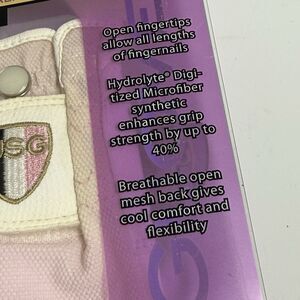 Open fingertips
allow all lengths
of fingernails
Hydrolyte® Digi-
tized Microfiber
synthetic
enhances grip
strength by up to
40%
Breathable open
mesh back gives
cool comfort and
flexibility
SG